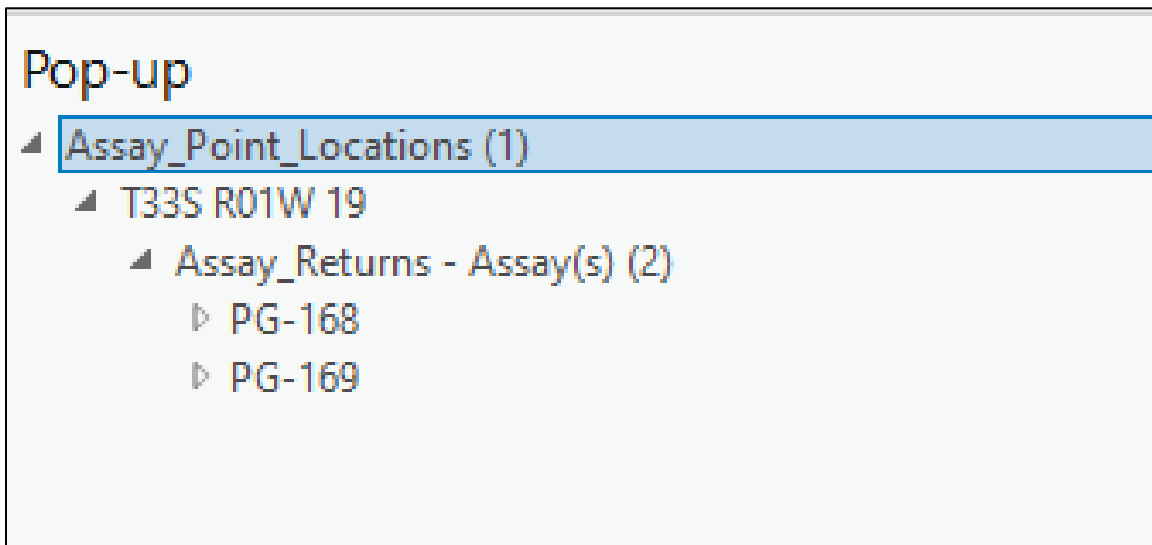 Pop-up
Assay_Point_Locations (1)
T33S R01W 19
Assay_Returns - Assay(s) (2)
PG-168
PG-169